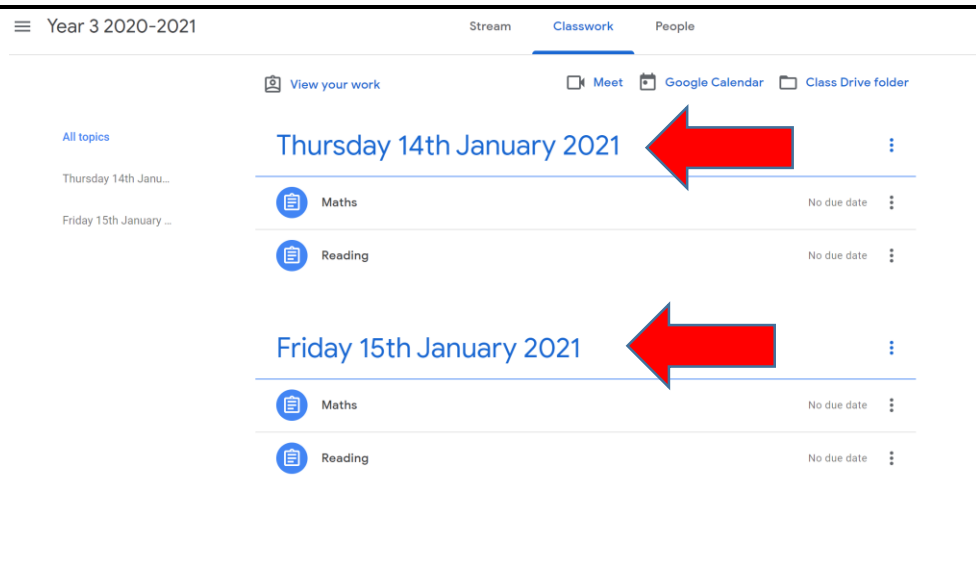 Year 3 2020-2021
Stream Classwork People
View your work Meet Google Calendar Class Drive folder
All topics
Thursday 14th Janu...
Friday 15th January ...
Thursday 14th January 2021
Maths No due date
Reading No due date
Friday 15th January 2021
Maths No due date
Reading No due date